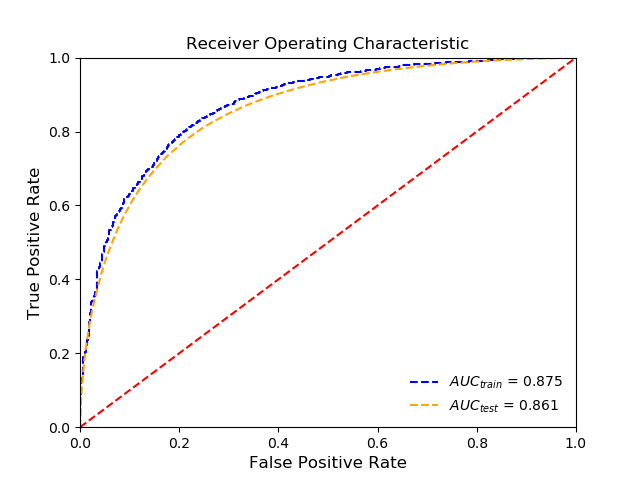 Receiver Operating Characteristic
True Positive Rate
1.0
0.8
0.6
0.4
0.2
0.0
AUC_train = 0.875
AUC_test = 0.861
0.0 0.2 0.4 0.6 0.8 1.0
False Positive Rate